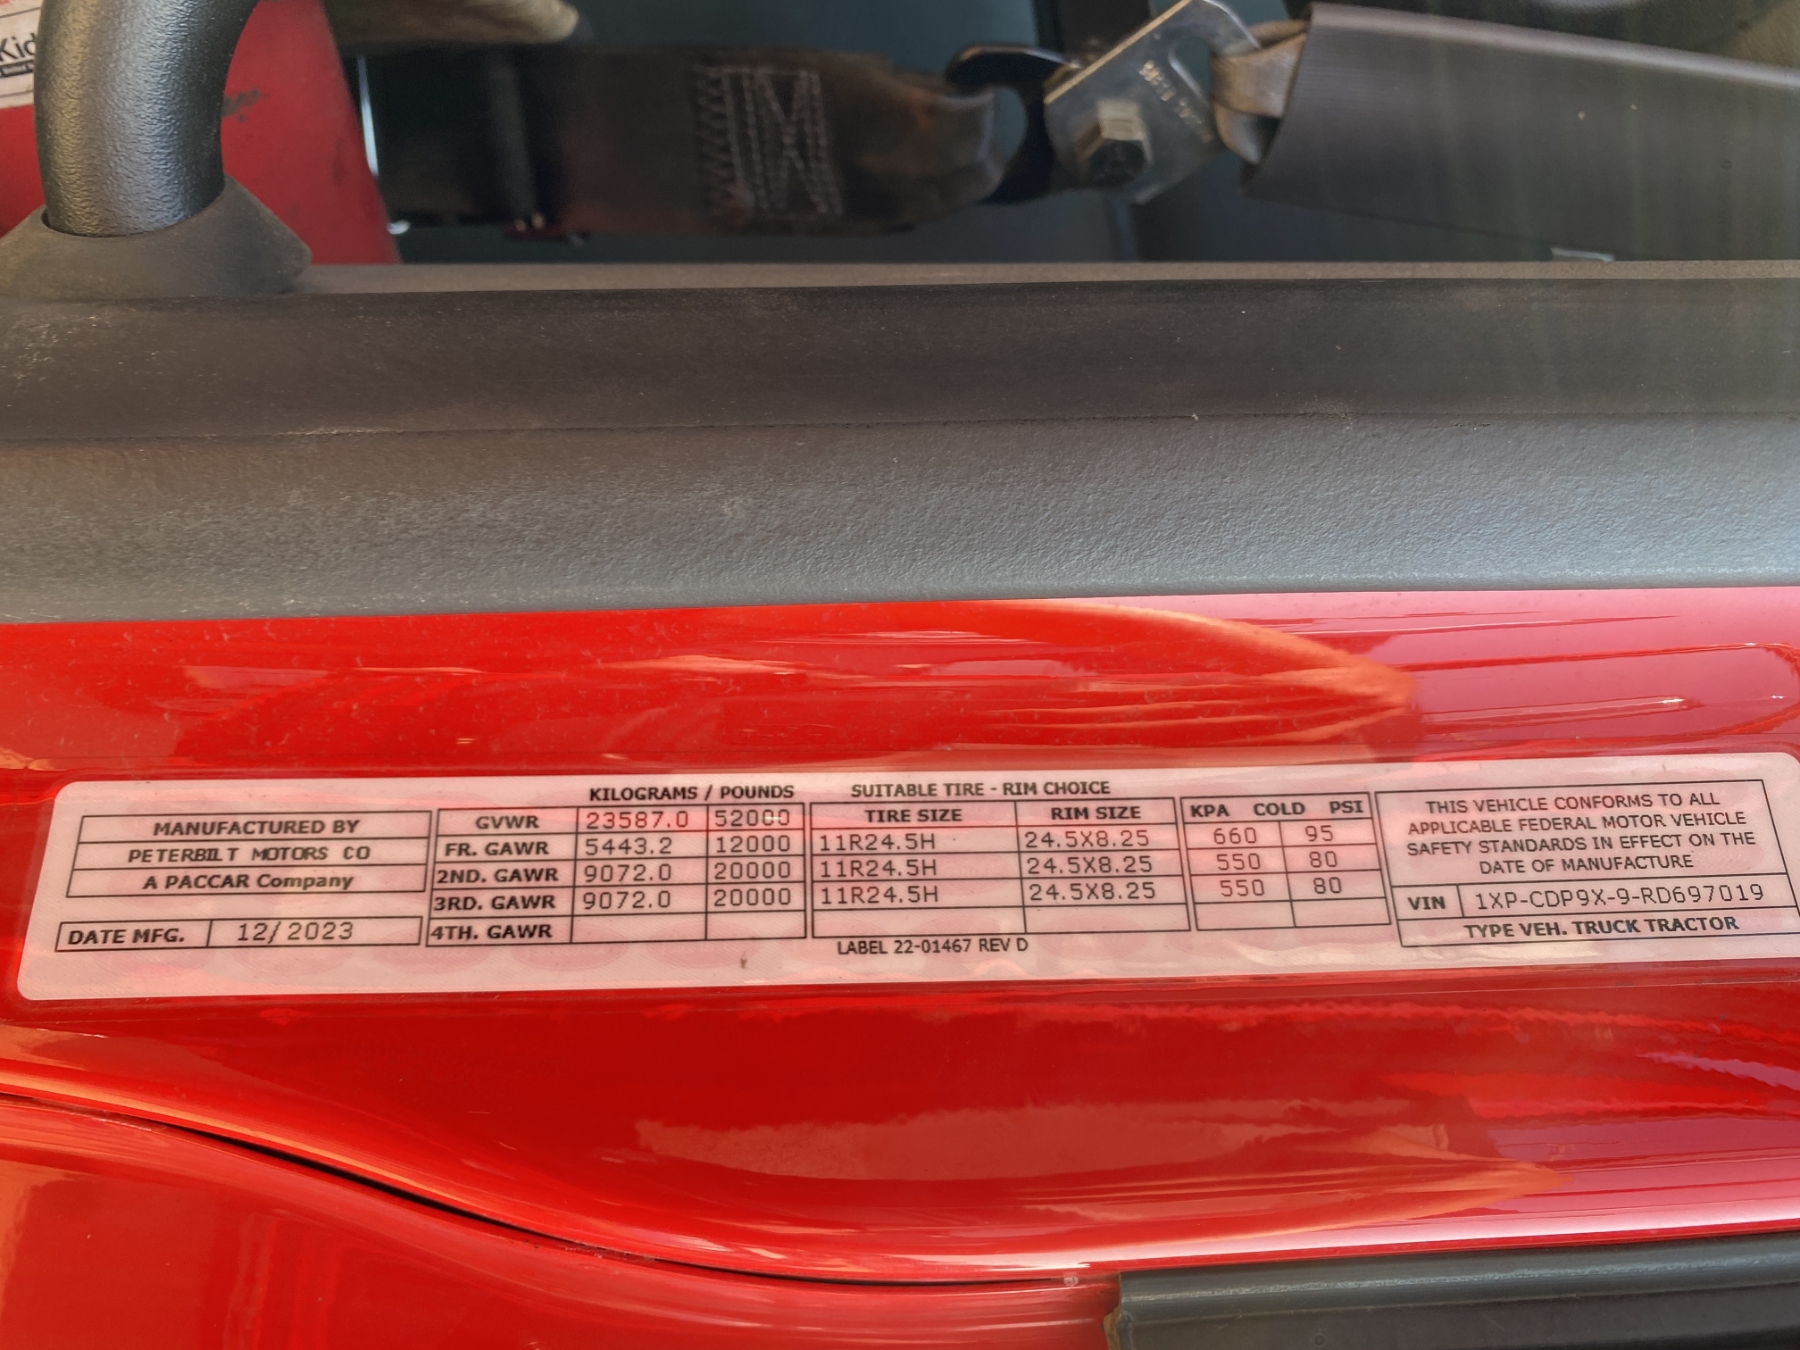 Kid
KILOGRAMS / POUNDS SUITABLE TIRE - RIM CHOICE
MANUFACTURED BY
PETERBILT MOTORS CO
A PACCAR Company
DATE MFG. 12/2023
GVWR 23587.0 52000
FR. GAWR 5443.2 12000
2ND. GAWR 9072.0 20000
3RD. GAWR 9072.0 20000
4TH. GAWR
TIRE SIZE RIM SIZE
11R24.5H 24.5X8.25
11R24.5H 24.5X8.25
11R24.5H 24.5X8.25
LABEL 22-01467 REV D
KPA COLD PSI
660 95
550 80
550 80
THIS VEHICLE CONFORMS TO ALL
APPLICABLE FEDERAL MOTOR VEHICLE
SAFETY STANDARDS IN EFFECT ON THE
DATE OF MANUFACTURE
VIN 1XP-CDP9X-9-RD697019
TYPE VEH. TRUCK TRACTOR